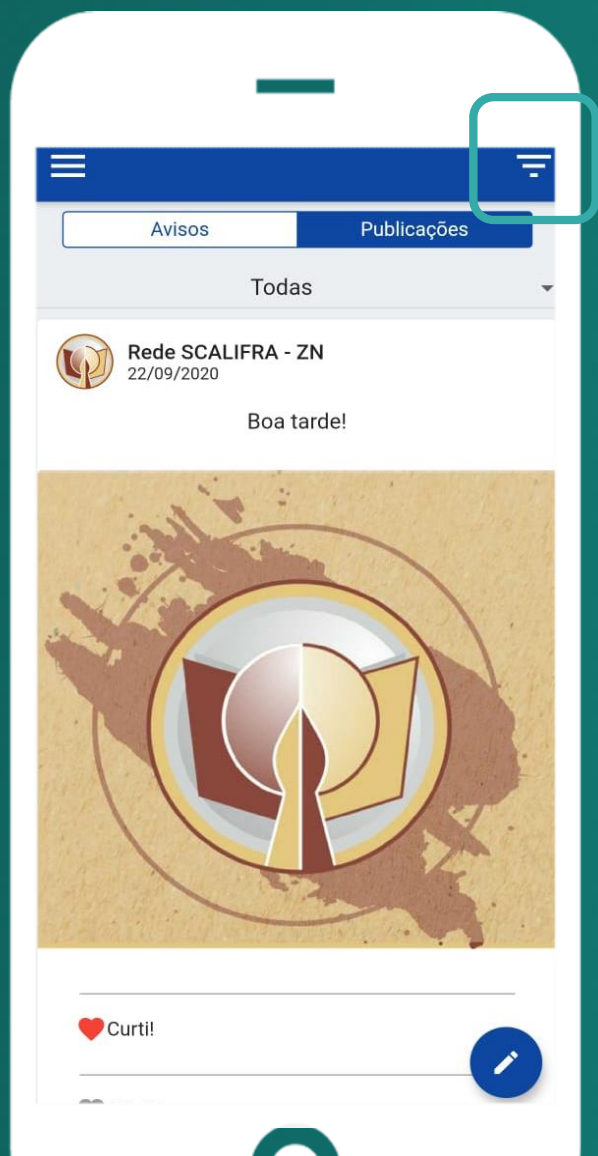 Avisos
Publicações
Todas
Rede SCALIFRA - ZN
22/09/2020
Boa tarde!
Curti!